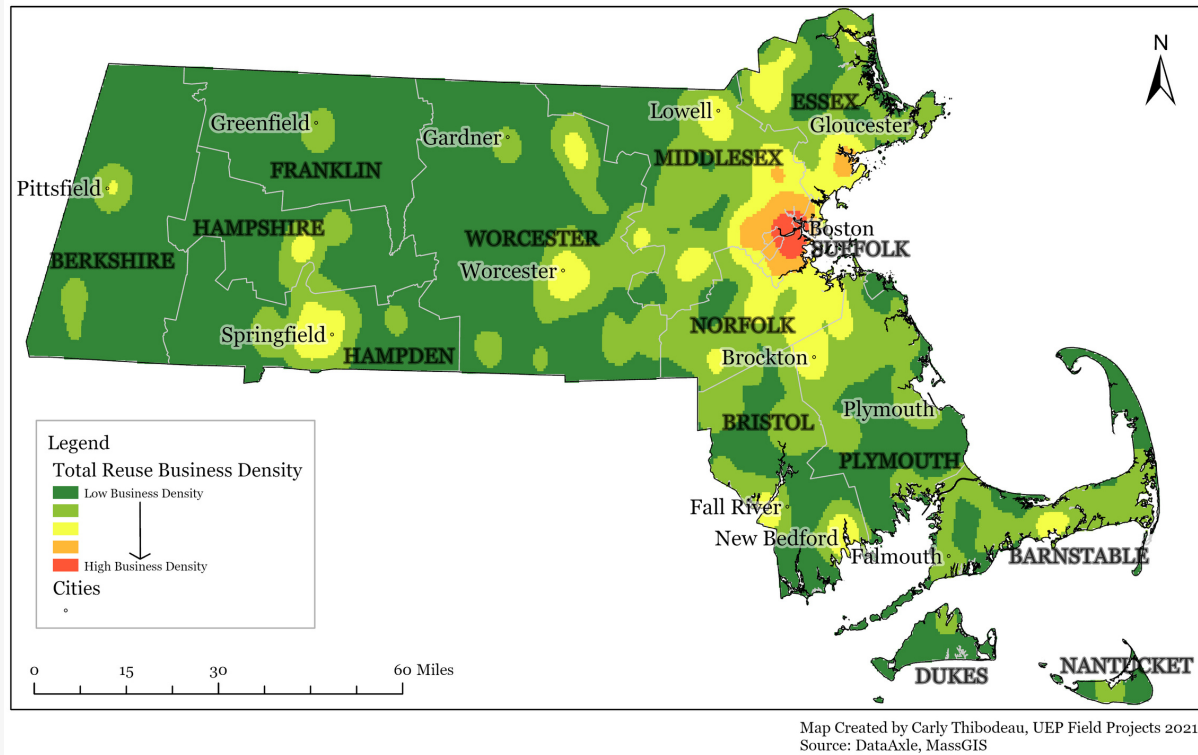 N
ESSEX
Lowell
Gloucester
Greenfield
Gardner
MIDDLESEX
FRANKLIN
Pittsfield
HAMPSHIRE
Boston
WORCESTER
SUFFOLK
BERKSHIRE
Worcester
NORFOLK
Springfield
HAMPDEN
Brockton
Plymouth
BRISTOL
Legend
PLYMOUTH
Total Reuse Business Density
Low Business Density
Fall River
New Bedford
Falmouth
BARNSTABLE
High Business Density
Cities
NANTUCKET
DUKES
0 15 30 60 Miles
Map Created by Carly Thibodeau, UEP Field Projects 2021
Source: DataAxle, MassGIS